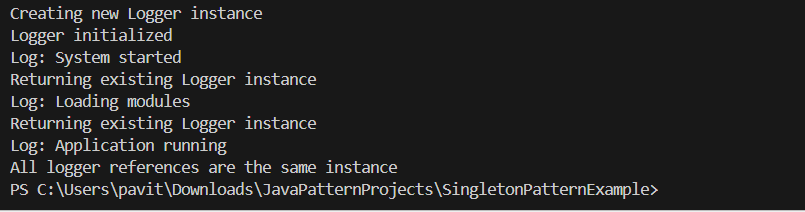 Creating new Logger instance
Logger initialized
Log: System started
Returning existing Logger instance
Log: Loading modules
Returning existing Logger instance
Log: Application running
All logger references are the same instance
PS C:\Users\pavit\Downloads\JavaPatternProjects\SingletonPatternExample>